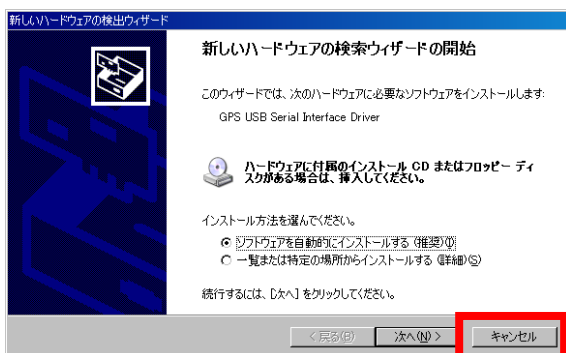 新しいハードウェアの検出ウィザード
新しいハードウェアの検索ウィザードの開始
このウィザードでは、次のハードウェアに必要なソフトウェアをインストールします:
GPS USB Serial Interface Driver
ハードウェアに付属のインストール CD またはフロッピー ディ
スクがある場合は、挿入してください。
インストール方法を選んでください。
ソフトウェアを自動的にインストールする (推奨)(I)
一覧または特定の場所からインストールする (詳細)(S)
続行するには、[次へ] をクリックしてください。
< 戻る(B)
次へ(N) >
キャンセル